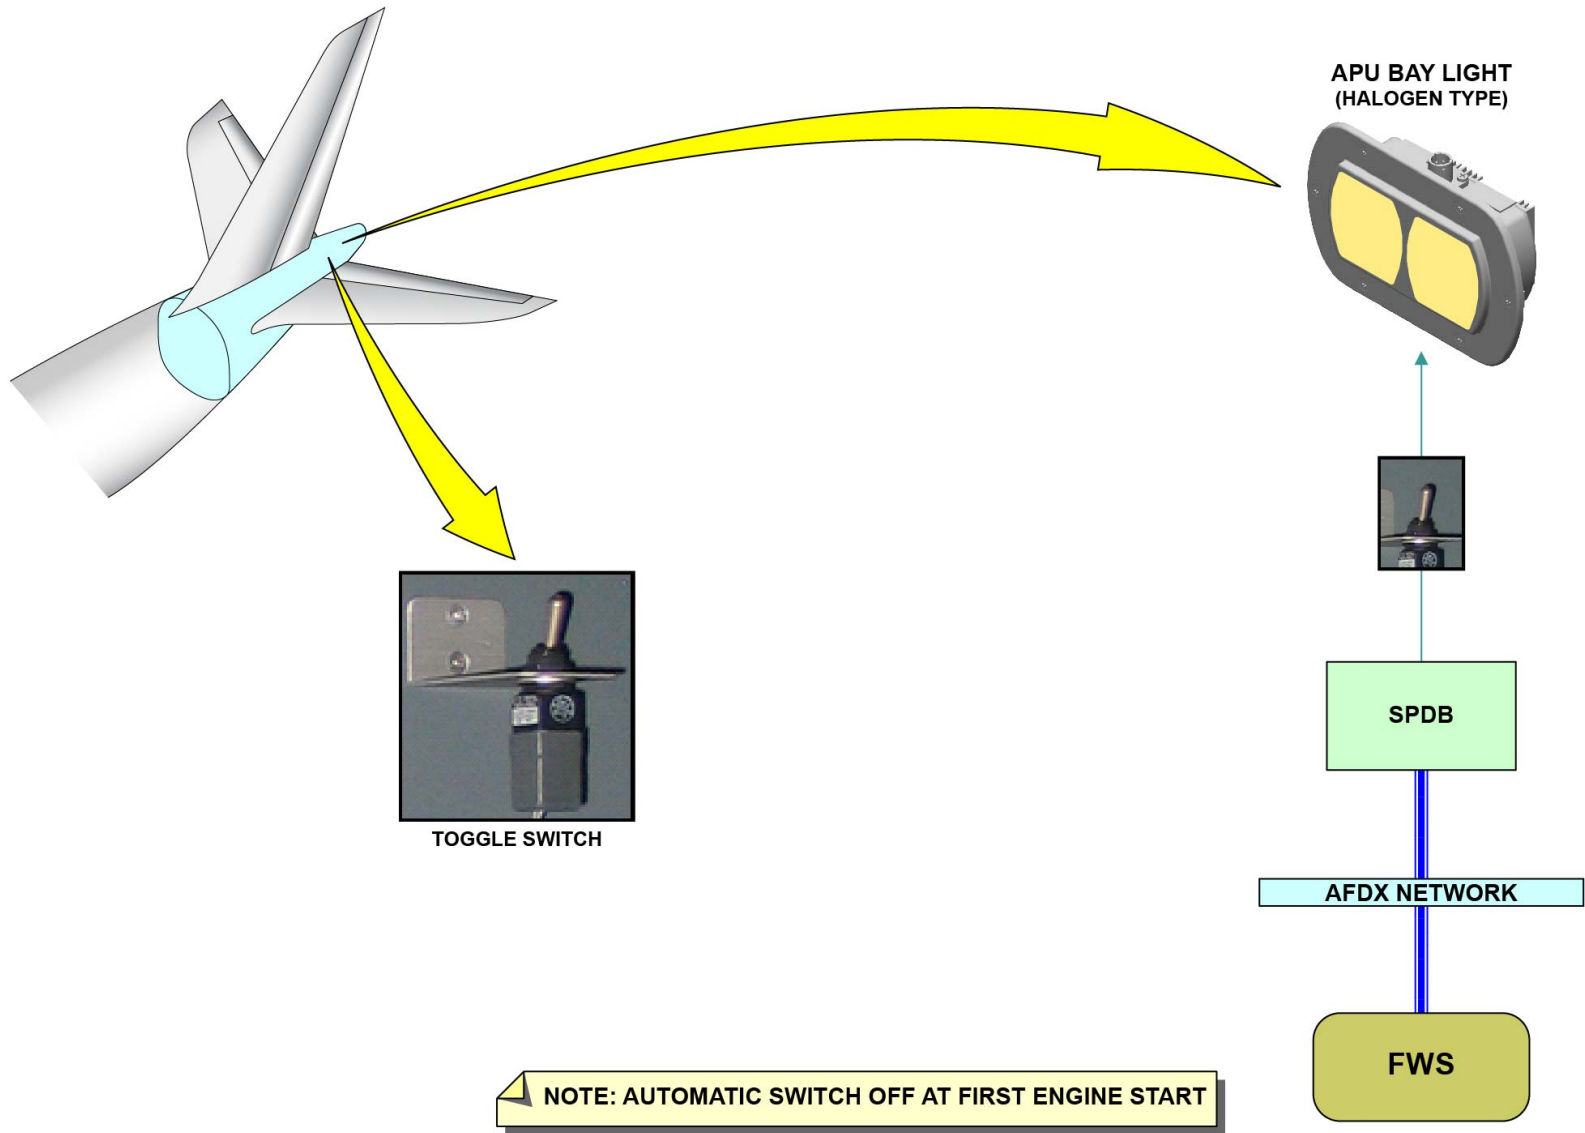 APU BAY LIGHT
(HALOGEN TYPE)
TOGGLE SWITCH
SPDB
AFDX NETWORK
FWS
NOTE: AUTOMATIC SWITCH OFF AT FIRST ENGINE START